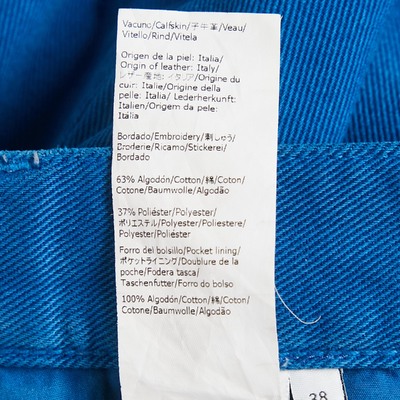 Vacuno/Calfskin/子牛革/Veau/
Vitello/Rind/Vitela
Origen de la piel: Italia/
Origin of leather: Italy/
レザー産地: イタリア/Origine du
cuir: Italie/Origine della
pelle: Italia/ Lederherkunft:
Italien/Origem da pele:
Itália
Bordado/Embroidery/刺しゅう/
Broderie/Ricamo/Stickerei/
Bordado
63% Algodón/Cotton/綿/Coton/
Cotone/Baumwolle/Algodão
37% Poliéster/Polyester/
ポリエステル/Polyester/Poliestere/
Polyester/Poliéster
Forro del bolsillo/Pocket lining/
ポケットライニング/Doublure de la
poche/Fodera tasca/
Taschenfutter/Forro do bolso
100% Algodón/Cotton/綿/Coton/
Cotone/Baumwolle/Algodão
38